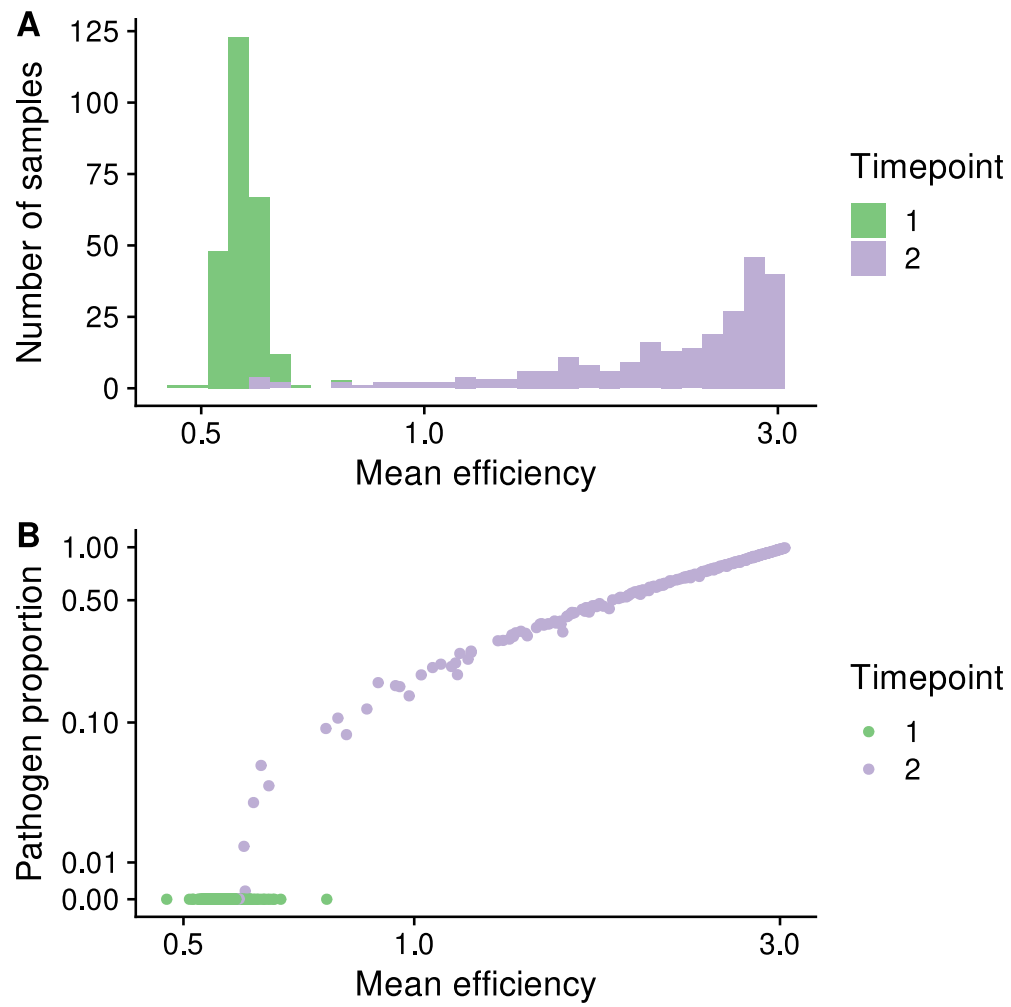 A
Number of samples
125
100
75
50
25
0
0.5 1.0 3.0
Mean efficiency
Timepoint
1
2
B
Pathogen proportion
1.00
0.50
0.10
0.01
0.00
0.5 1.0 3.0
Mean efficiency
Timepoint
1
2